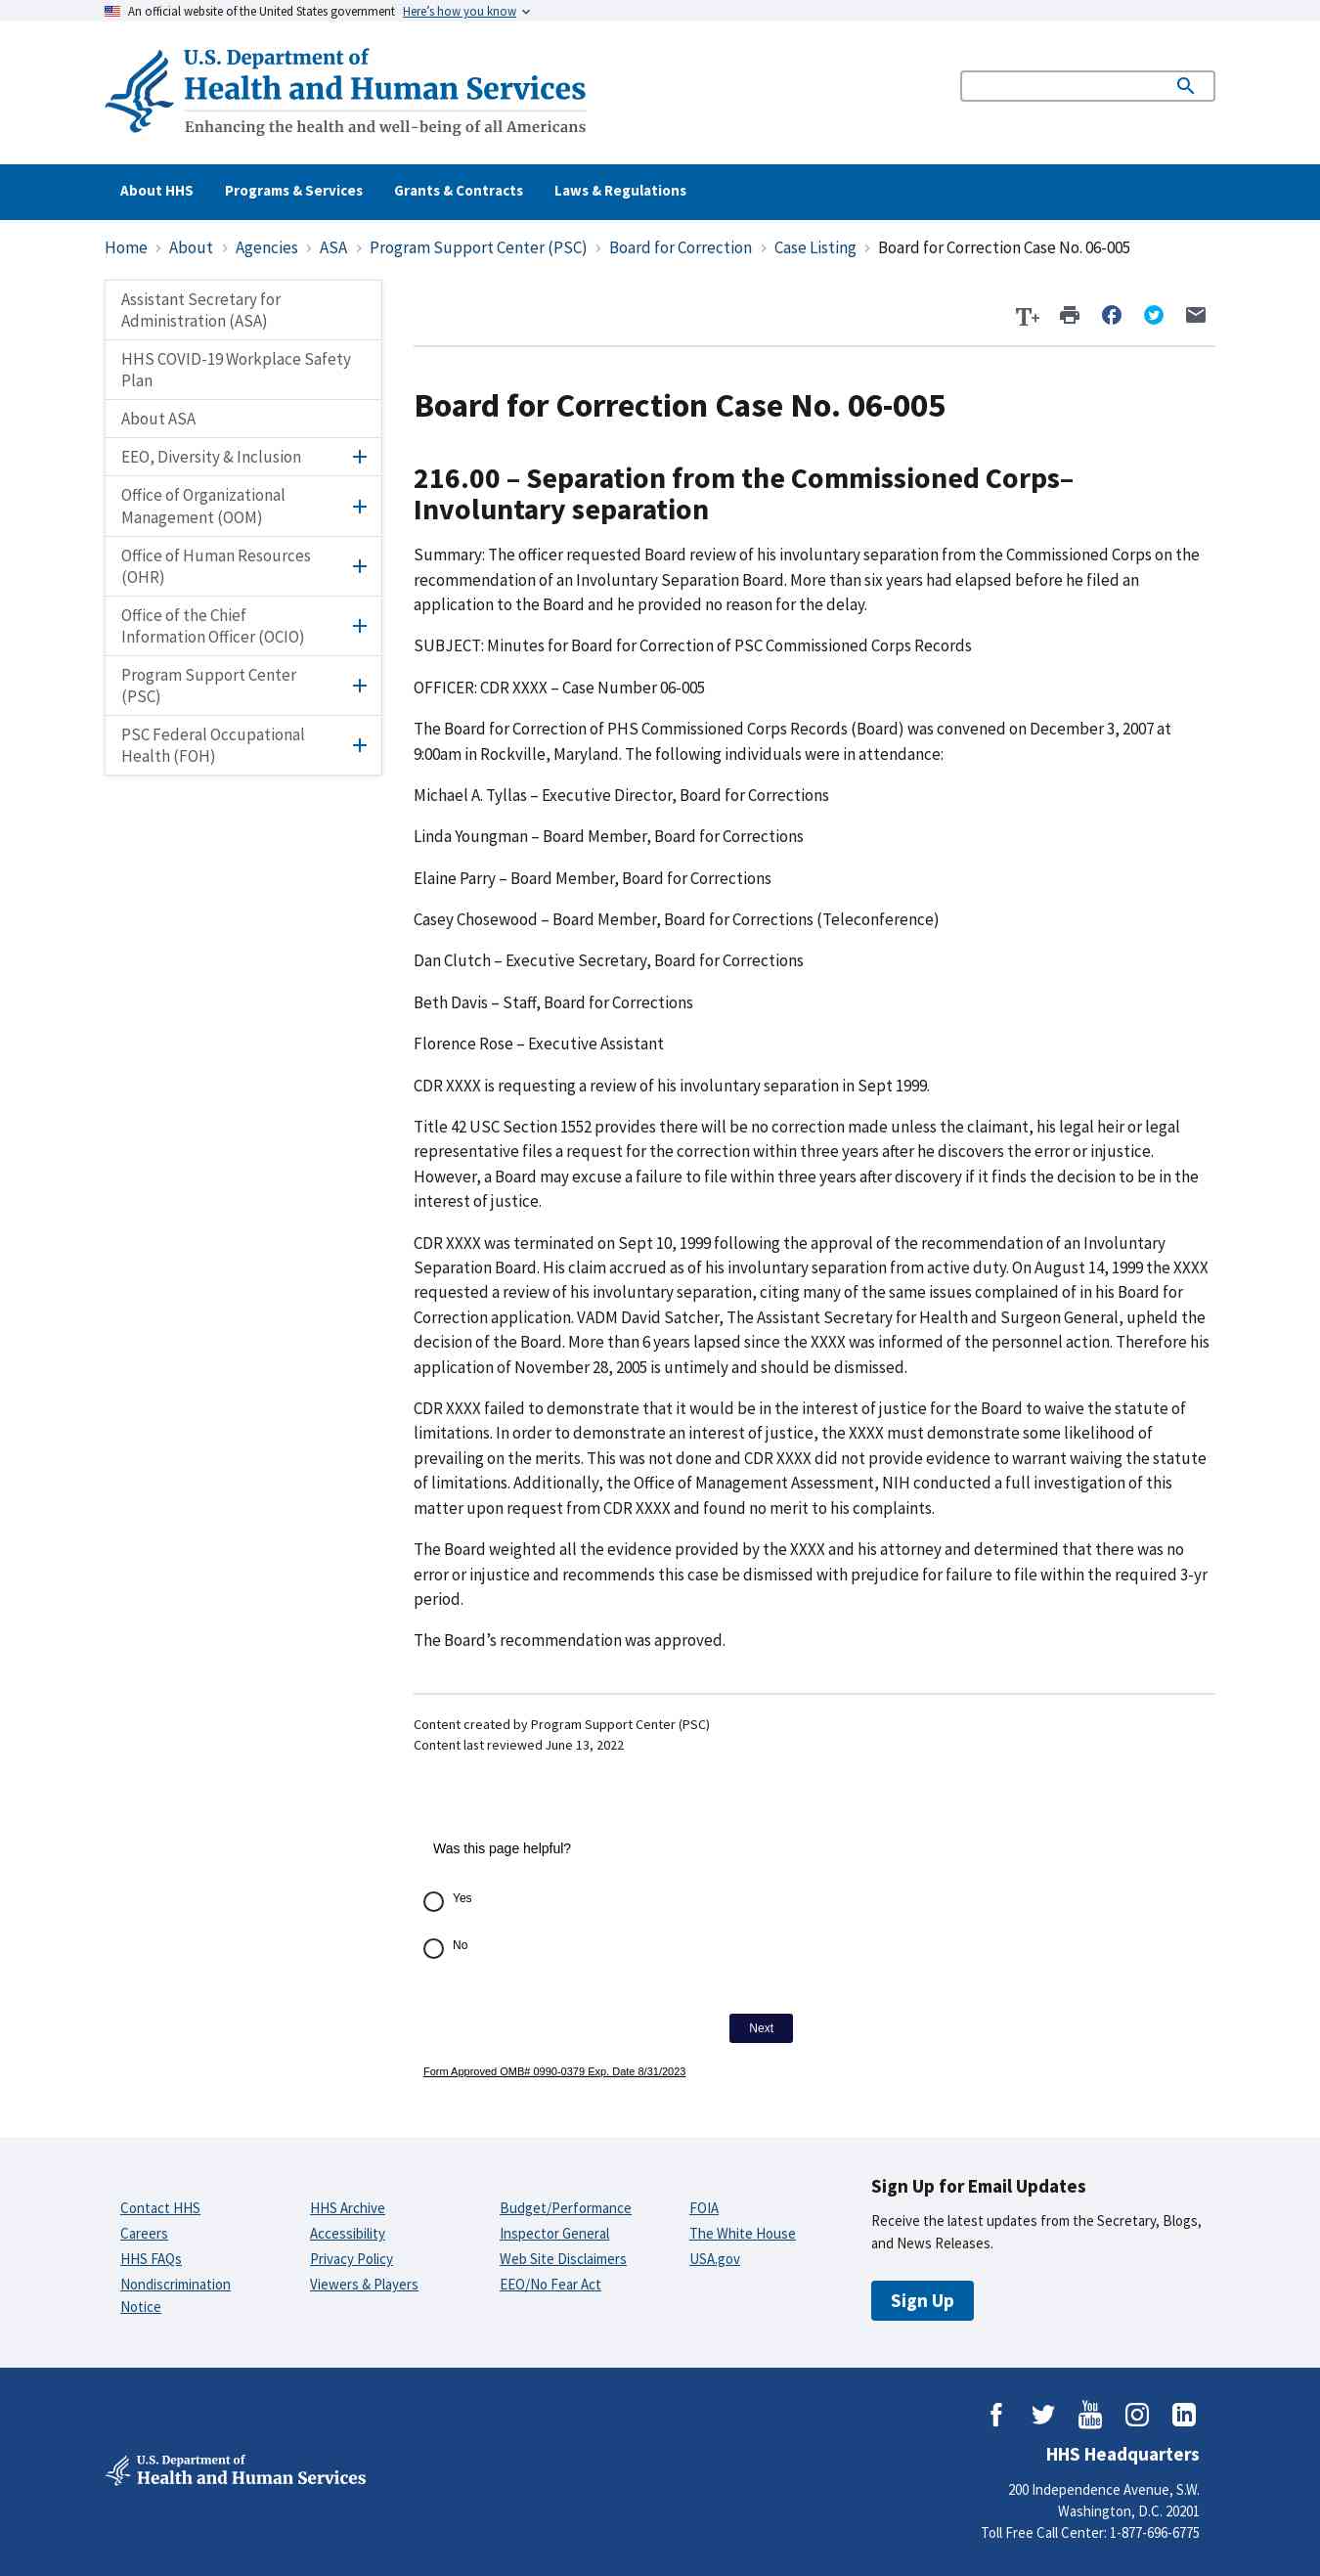 An official website of the United States government Here's how you know
U.S. Department of
Health and Human Services
Enhancing the health and well-being of all Americans
About HHS Programs & Services Grants & Contracts Laws & Regulations
Home About Agencies ASA Program Support Center (PSC) Board for Correction Case Listing Board for Correction Case No. 06-005
Assistant Secretary for
Administration (ASA)
HHS COVID-19 Workplace Safety
Plan
About ASA
EEO, Diversity & Inclusion
Office of Organizational
Management (OOM)
Office of Human Resources
(OHR)
Office of the Chief
Information Officer (OCIO)
Program Support Center
(PSC)
PSC Federal Occupational
Health (FOH)
T+
Board for Correction Case No. 06-005
216.00 – Separation from the Commissioned Corps–
Involuntary separation
Summary: The officer requested Board review of his involuntary separation from the Commissioned Corps on the
recommendation of an Involuntary Separation Board. More than six years had elapsed before he filed an
application to the Board and he provided no reason for the delay.
SUBJECT: Minutes for Board for Correction of PSC Commissioned Corps Records
OFFICER: CDR XXXX – Case Number 06-005
The Board for Correction of PHS Commissioned Corps Records (Board) was convened on December 3, 2007 at
9:00am in Rockville, Maryland. The following individuals were in attendance:
Michael A. Tyllas – Executive Director, Board for Corrections
Linda Youngman – Board Member, Board for Corrections
Elaine Parry – Board Member, Board for Corrections
Casey Chosewood – Board Member, Board for Corrections (Teleconference)
Dan Clutch – Executive Secretary, Board for Corrections
Beth Davis – Staff, Board for Corrections
Florence Rose – Executive Assistant
CDR XXXX is requesting a review of his involuntary separation in Sept 1999.
Title 42 USC Section 1552 provides there will be no correction made unless the claimant, his legal heir or legal
representative files a request for the correction within three years after he discovers the error or injustice.
However, a Board may excuse a failure to file within three years after discovery if it finds the decision to be in the
interest of justice.
CDR XXXX was terminated on Sept 10, 1999 following the approval of the recommendation of an Involuntary
Separation Board. His claim accrued as of his involuntary separation from active duty. On August 14, 1999 the XXXX
requested a review of his involuntary separation, citing many of the same issues complained of in his Board for
Correction application. VADM David Satcher, The Assistant Secretary for Health and Surgeon General, upheld the
decision of the Board. More than 6 years lapsed since the XXXX was informed of the personnel action. Therefore his
application of November 28, 2005 is untimely and should be dismissed.
CDR XXXX failed to demonstrate that it would be in the interest of justice for the Board to waive the statute of
limitations. In order to demonstrate an interest of justice, the XXXX must demonstrate some likelihood of
prevailing on the merits. This was not done and CDR XXXX did not provide evidence to warrant waiving the statute
of limitations. Additionally, the Office of Management Assessment, NIH conducted a full investigation of this
matter upon request from CDR XXXX and found no merit to his complaints.
The Board weighted all the evidence provided by the XXXX and his attorney and determined that there was no
error or injustice and recommends this case be dismissed with prejudice for failure to file within the required 3-yr
period.
The Board’s recommendation was approved.
Content created by Program Support Center (PSC)
Content last reviewed June 13, 2022
Was this page helpful?
Yes
No
Next
Form Approved OMB# 0990-0379 Exp. Date 8/31/2023
Contact HHS
Careers
HHS FAQs
Nondiscrimination
Notice
HHS Archive
Accessibility
Privacy Policy
Viewers & Players
Budget/Performance
Inspector General
Web Site Disclaimers
EEO/No Fear Act
FOIA
The White House
USA.gov
Sign Up for Email Updates
Receive the latest updates from the Secretary, Blogs,
and News Releases.
Sign Up
You
Tube
in
U.S. Department of
Health and Human Services
HHS Headquarters
200 Independence Avenue, S.W.
Washington, D.C. 20201
Toll Free Call Center: 1-877-696-6775